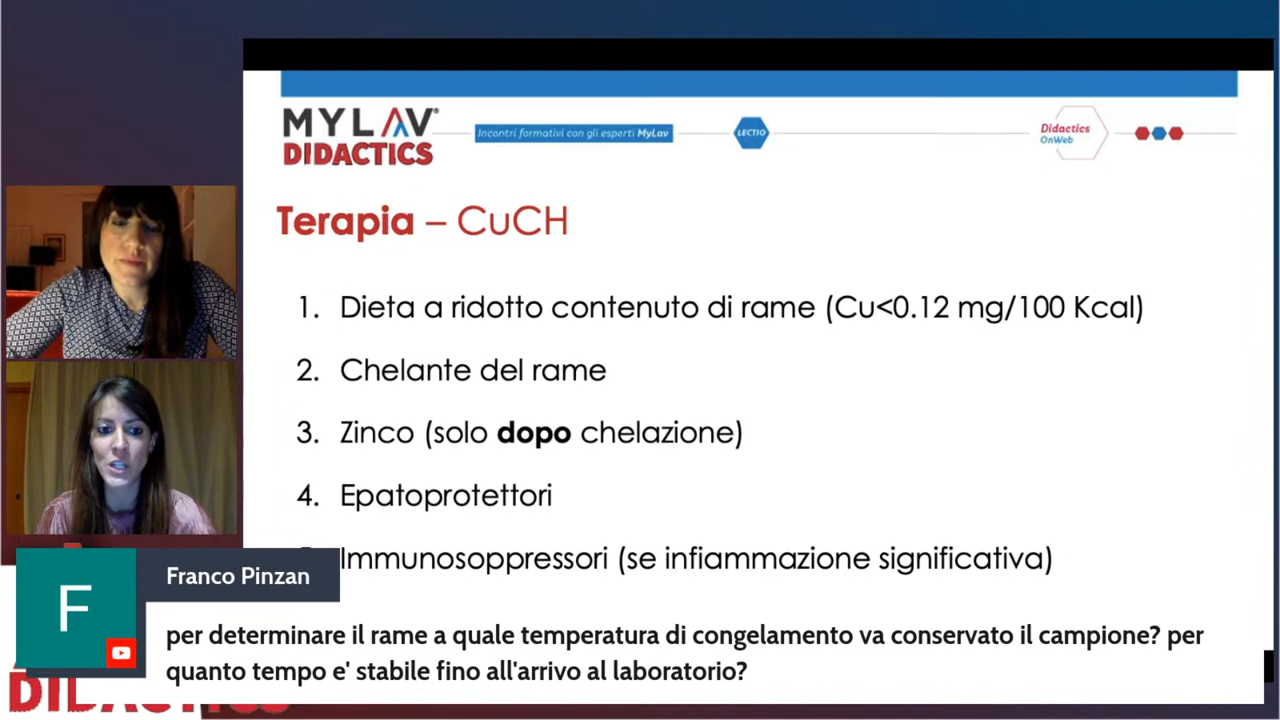 MYLAV®
DIDACTICS
Incontri formativi con gli esperti MyLav
LECTIO
Didactics
OnWeb
Terapia – CuCH
1. Dieta a ridotto contenuto di rame (Cu<0.12 mg/100 Kcal)
2. Chelante del rame
3. Zinco (solo dopo chelazione)
4. Epatoprotettori
Immunosoppressori (se infiammazione significativa)
F
Franco Pinzan
per determinare il rame a quale temperatura di congelamento va conservato il campione? per
quanto tempo e' stabile fino all'arrivo al laboratorio?